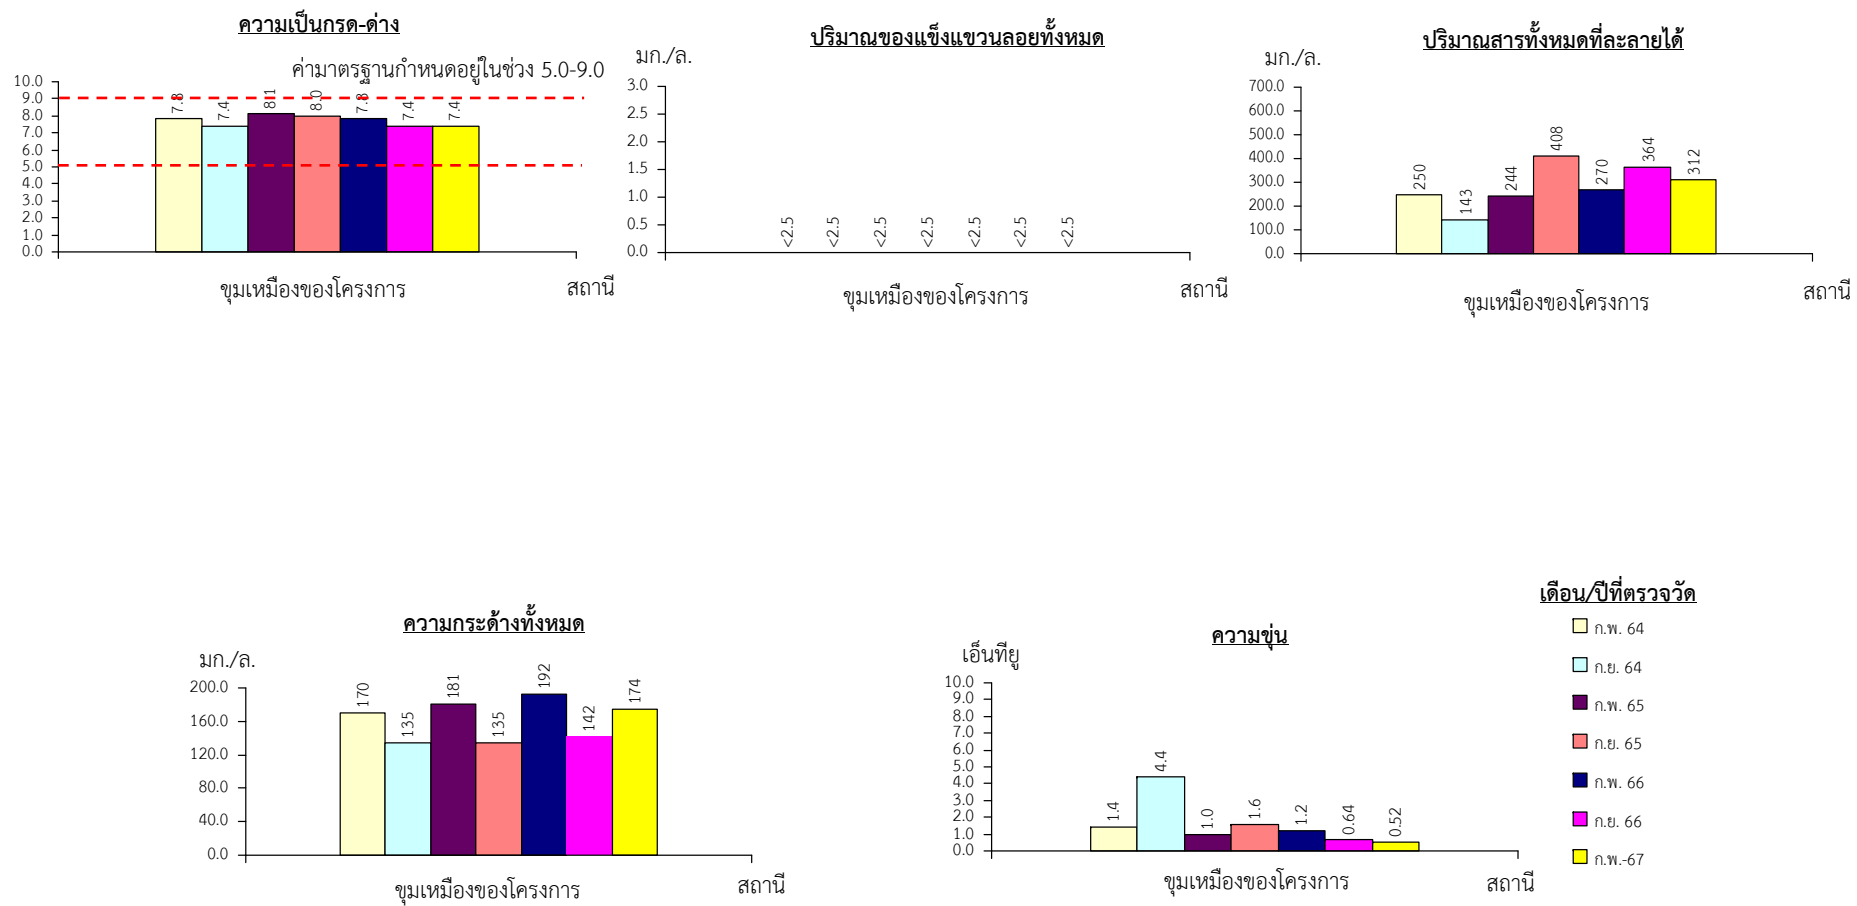 ความเป็นกรด-ด่าง
ค่ามาตรฐานกำหนดอยู่ในช่วง 5.0-9.0
10.0
9.0
8.0
7.0
6.0
5.0
4.0
3.0
2.0
1.0
0.0
7.8
7.4
8.1
8.0
7.8
7.4
7.4
ขุมเหมืองของโครงการ
สถานี
ปริมาณของแข็งแขวนลอยทั้งหมด
มก./ล.
3.0
2.5
2.0
1.5
1.0
0.5
0.0
<2.5
<2.5
<2.5
<2.5
<2.5
<2.5
<2.5
ขุมเหมืองของโครงการ
สถานี
ปริมาณสารทั้งหมดที่ละลายได้
มก./ล.
700.0
600.0
500.0
400.0
300.0
200.0
100.0
0.0
250
143
244
408
270
364
312
ขุมเหมืองของโครงการ
สถานี
ความกระด้างทั้งหมด
มก./ล.
200.0
160.0
120.0
80.0
40.0
0.0
170
135
181
135
192
142
174
ขุมเหมืองของโครงการ
สถานี
ความขุ่น
เอ็นทียู
10.0
9.0
8.0
7.0
6.0
5.0
4.0
3.0
2.0
1.0
0.0
1.4
4.4
1.0
1.6
1.2
0.64
0.52
ขุมเหมืองของโครงการ
สถานี
เดือน/ปีที่ตรวจวัด
ก.พ. 64
ก.ย. 64
ก.พ. 65
ก.ย. 65
ก.พ. 66
ก.ย. 66
ก.พ.-67